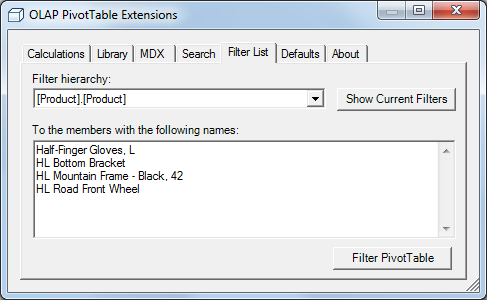 OLAP PivotTable Extensions
Calculations Library MDX Search Filter List Defaults About
Filter hierarchy:
[Product].[Product] Show Current Filters
To the members with the following names:
Half-Finger Gloves, L
HL Bottom Bracket
HL Mountain Frame - Black, 42
HL Road Front Wheel
Filter PivotTable